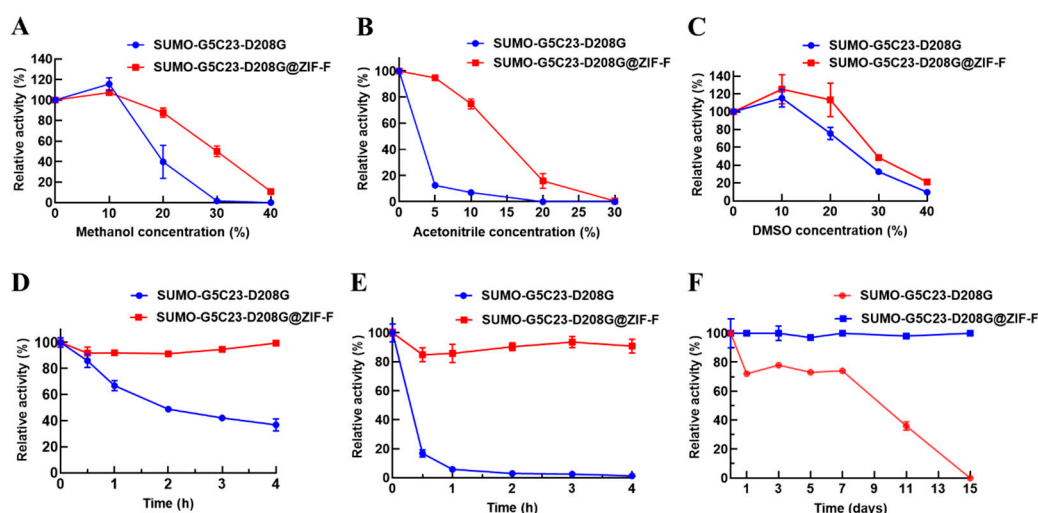 A
SUMO-G5C23-D208G
SUMO-G5C23-D208G@ZIF-F
Relative activity (%)
140
120
100
80
60
40
20
0
0 10 20 30 40
Methanol concentration (%)
B
SUMO-G5C23-D208G
SUMO-G5C23-D208G@ZIF-F
Relative activity (%)
100
80
60
40
20
0
0 5 10 15 20 25 30
Acetonitrile concentration (%)
C
SUMO-G5C23-D208G
SUMO-G5C23-D208G@ZIF-F
Relative activity (%)
140
120
100
80
60
40
20
0
0 10 20 30 40
DMSO concentration (%)
D
SUMO-G5C23-D208G
SUMO-G5C23-D208G@ZIF-F
Relative activity (%)
100
80
60
40
20
0
0 1 2 3 4
Time (h)
E
SUMO-G5C23-D208G
SUMO-G5C23-D208G@ZIF-F
Relative activity (%)
100
80
60
40
20
0
0 1 2 3 4
Time (h)
F
SUMO-G5C23-D208G
SUMO-G5C23-D208G@ZIF-F
Relative activity (%)
100
80
60
40
20
0
1 3 5 7 9 11 13 15
Time (days)